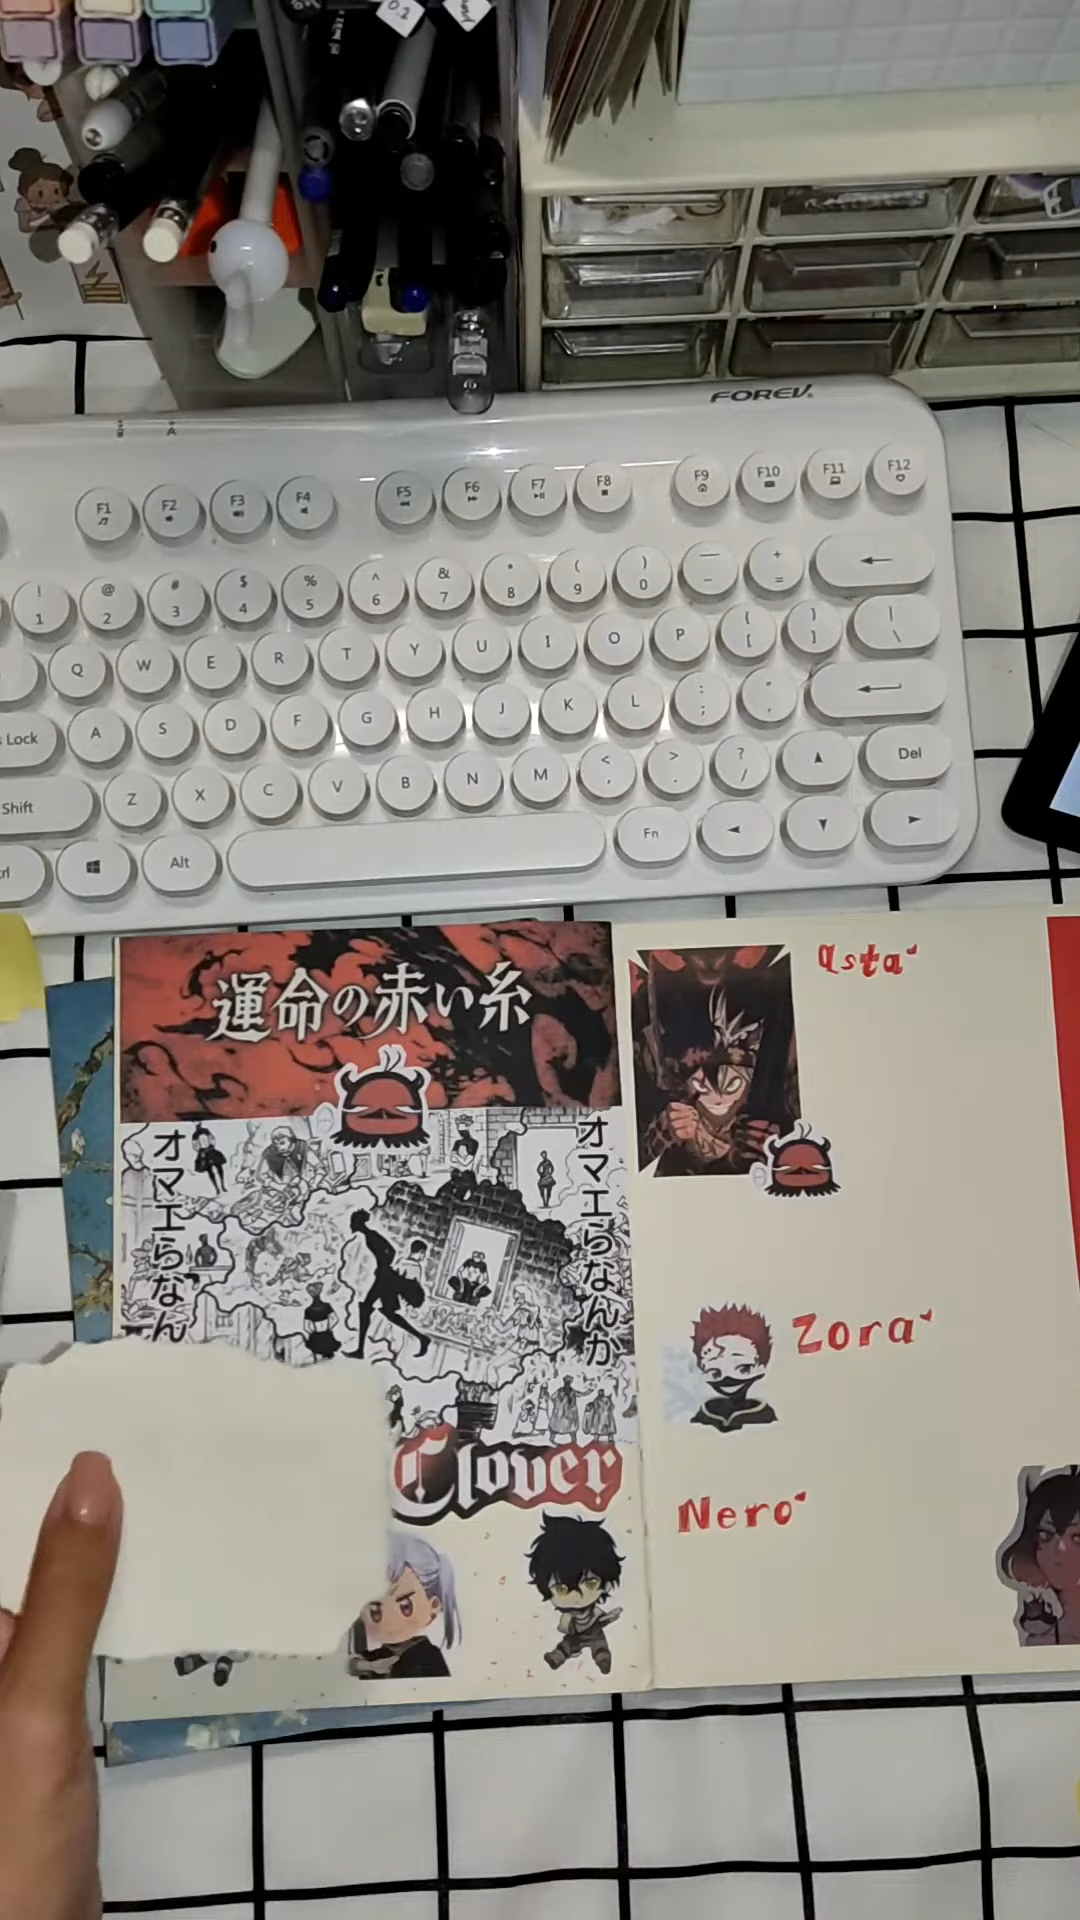 0.2
FOREV.
F1 F2 F3 F4 F5 F6 F7 F8 F9 F10 F11 F12
! @ # $ % ^ & * ( ) — +
1 2 3 4 5 6 7 8 9 0 - = ←
Q W E R T Y U I O P { } |
[ ] \
Lock A S D F G H J K L : "
; ,
Shift Z X C V B N M < > ? ▲ Del
, . /
Alt Fn ◄ ▼ ►
運命の赤い糸
オマエらなん
オマエらなんか
Clover
Asta
Zora
Nero